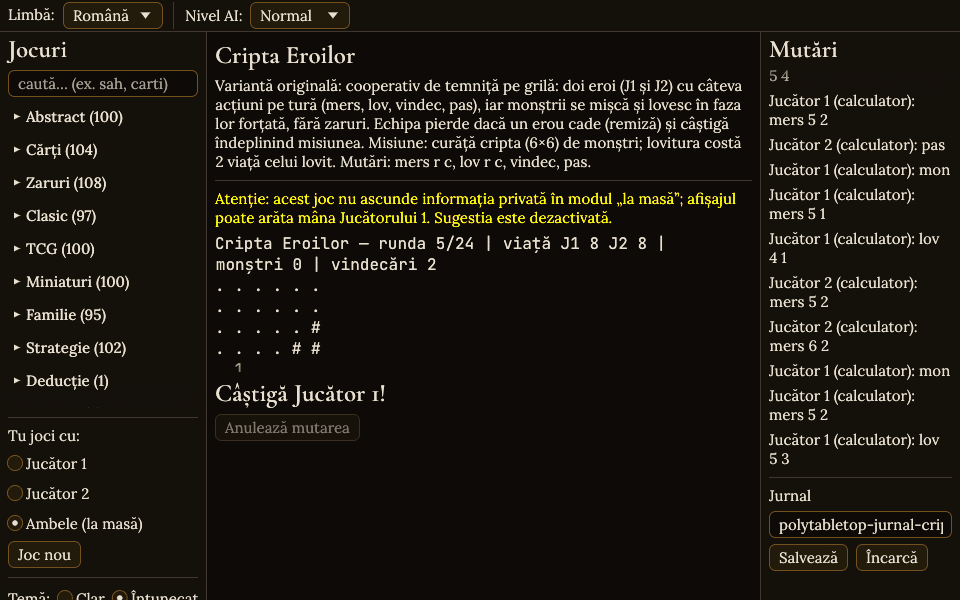 Limbă:
Română
Nivel AI:
Normal
Jocuri
caută... (ex. sah, carti)
Abstract (100)
Cărți (104)
Zaruri (108)
Clasic (97)
TCG (100)
Miniaturi (100)
Familie (95)
Strategie (102)
Deducție (1)
Tu joci cu:
Jucător 1
Jucător 2
Ambele (la masă)
Joc nou
Temă:
Clar
Întunecat
Cripta Eroilor
Variantă originală: cooperativ de temniță pe grilă: doi eroi (J1 și J2) cu câteva
acțiuni pe tură (mers, lov, vindec, pas), iar monștrii se mișcă și lovesc în faza
lor forțată, fără zaruri. Echipa pierde dacă un erou cade (remiză) și câștigă
îndeplinind misiunea. Misiune: curăță cripta (6×6) de monștri; lovitura costă
2 viață celui lovit. Mutări: mers r c, lov r c, vindec, pas.
Atenție: acest joc nu ascunde informația privată în modul „la masă”; afișajul
poate arăta mâna Jucătorului 1. Sugestia este dezactivată.
Cripta Eroilor — runda 5/24 | viață J1 8 J2 8 |
monștri 0 | vindecări 2
. . . . . .
. . . . . .
. . . . . #
. . . . # #
1
Câștigă Jucător 1!
Anulează mutarea
Mutări
5 4
Jucător 1 (calculator):
mers 5 2
Jucător 2 (calculator): pas
Jucător 1 (calculator): mon
Jucător 1 (calculator):
mers 5 1
Jucător 1 (calculator): lov
4 1
Jucător 2 (calculator):
mers 5 2
Jucător 2 (calculator):
mers 6 2
Jucător 1 (calculator): mon
Jucător 1 (calculator):
mers 5 2
Jucător 1 (calculator): lov
5 3
Jurnal
polytabletop-jurnal-crip
Salvează
Încarcă